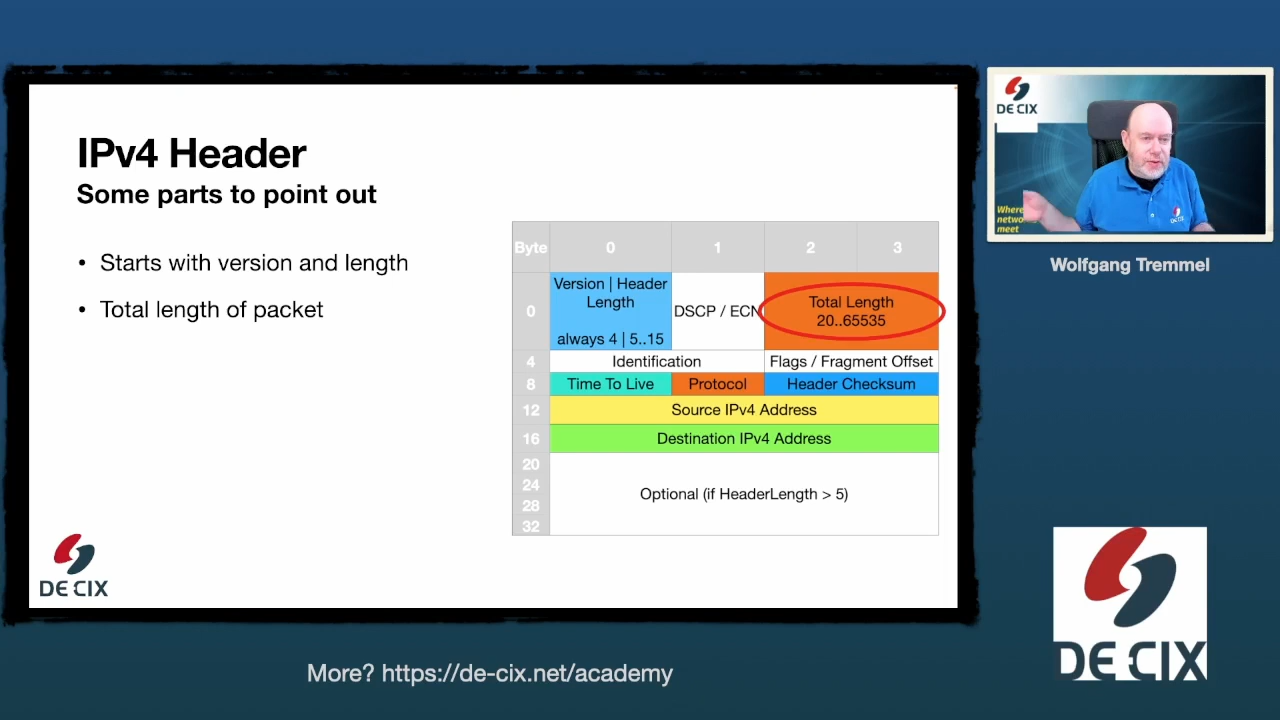 IPv4 Header
Some parts to point out
• Starts with version and length
• Total length of packet
Byte 0 1 2 3
0
Version | Header
Length
always 4 | 5..15
DSCP / ECN
Total Length
20..65535
4 Identification Flags / Fragment Offset
8 Time To Live Protocol Header Checksum
12 Source IPv4 Address
16 Destination IPv4 Address
20
24
28
32
Optional (if HeaderLength > 5)
DE CIX
DE CIX
Where
netwo
meet
Wolfgang Tremmel
DE CIX
More? https://de-cix.net/academy